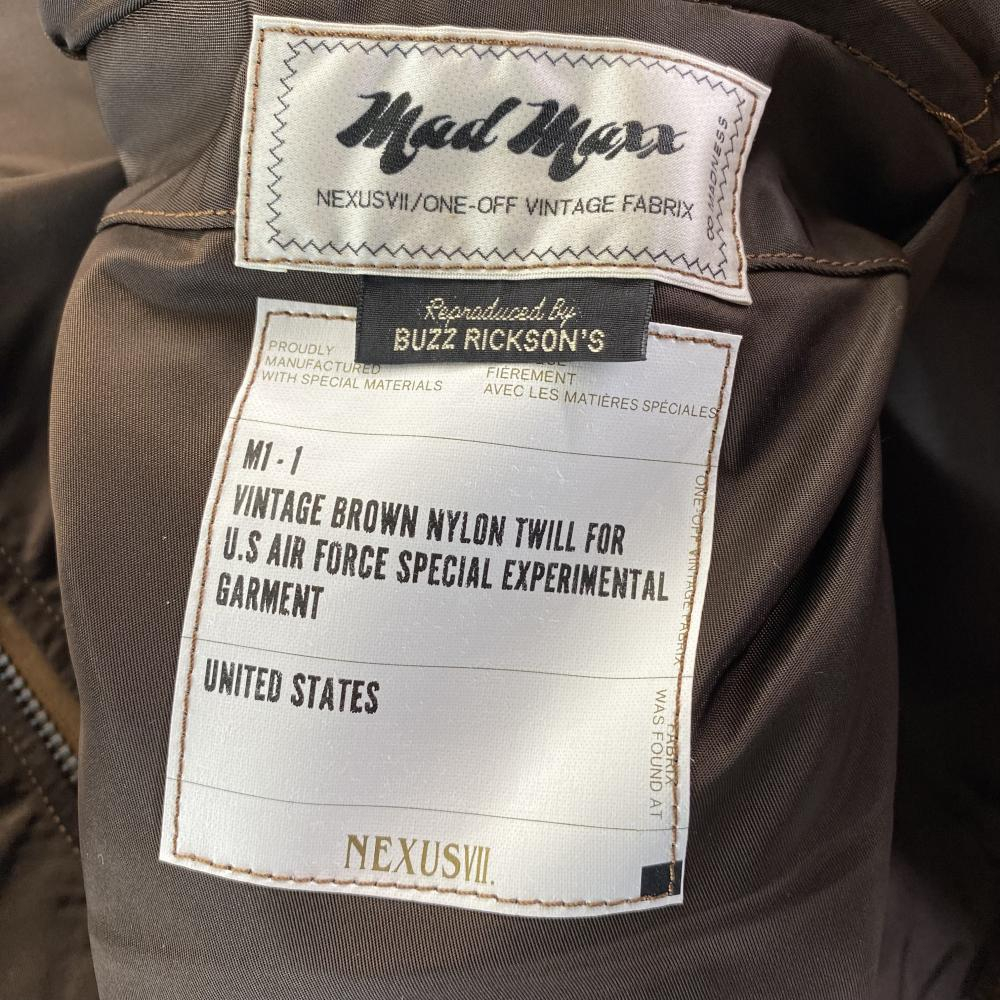 Mad Maxx
NEXUSVII/ONE-OFF VINTAGE FABRIX
∞ MADNESS
Reproduced by
BUZZ RICKSON'S
PROUDLY
MANUFACTURED
WITH SPECIAL MATERIALS
FIÈREMENT
AVEC LES MATIÈRES SPÉCIALES
M1-1
VINTAGE BROWN NYLON TWILL FOR
U.S AIR FORCE SPECIAL EXPERIMENTAL
GARMENT
UNITED STATES
ONE-OFF VINTAGE FABRIX
FABRIX
WAS FOUND AT
NEXUSVII.